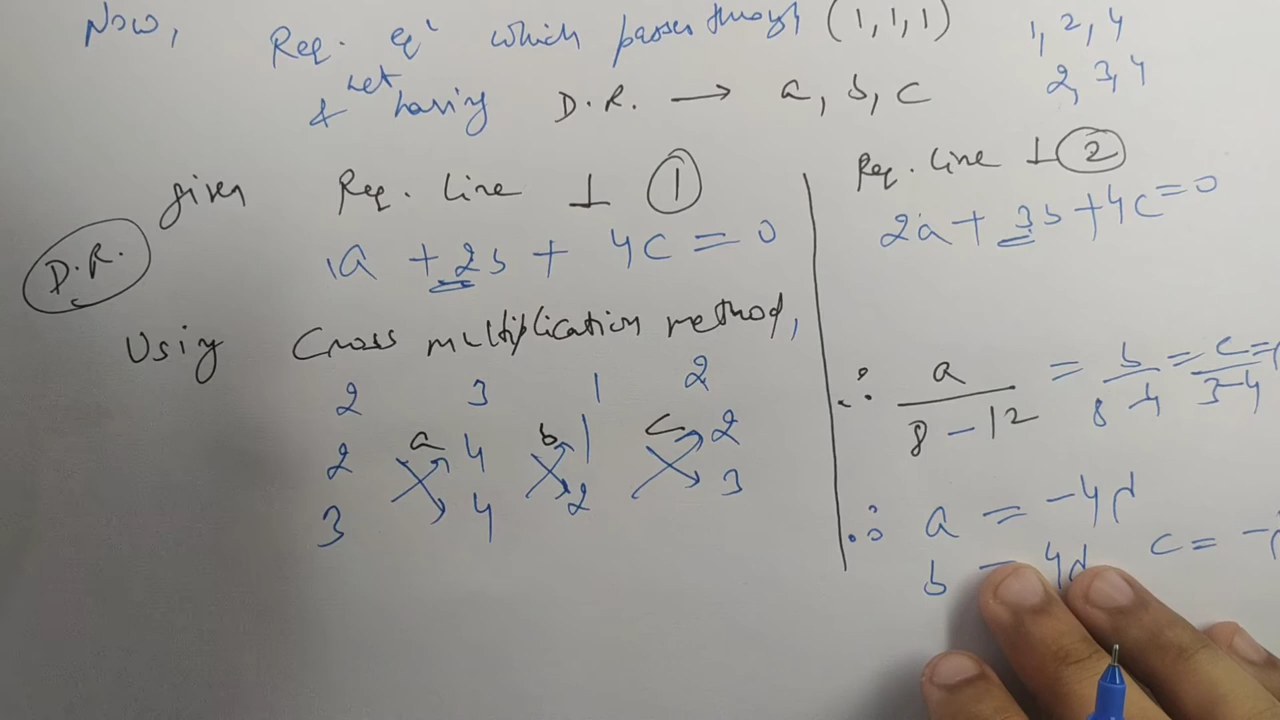 Now, Req. eqn which passes through (1,1,1)
& let having D.R. → a, b, c
1, 2, 4
2, 3, 4
given Req. line ⊥ ①
D.R.
1a + 2b + 4c = 0
Using Cross multiplication method,
2 3 1 2
2 a 4 b 1 c 2
3 4 2 3
Req. line ⊥ ②
2a + 3b + 4c = 0
∴ a/(8-12) = b/(8-4) = c/(3-4) =
∴ a = -4d
b = 4d c = -